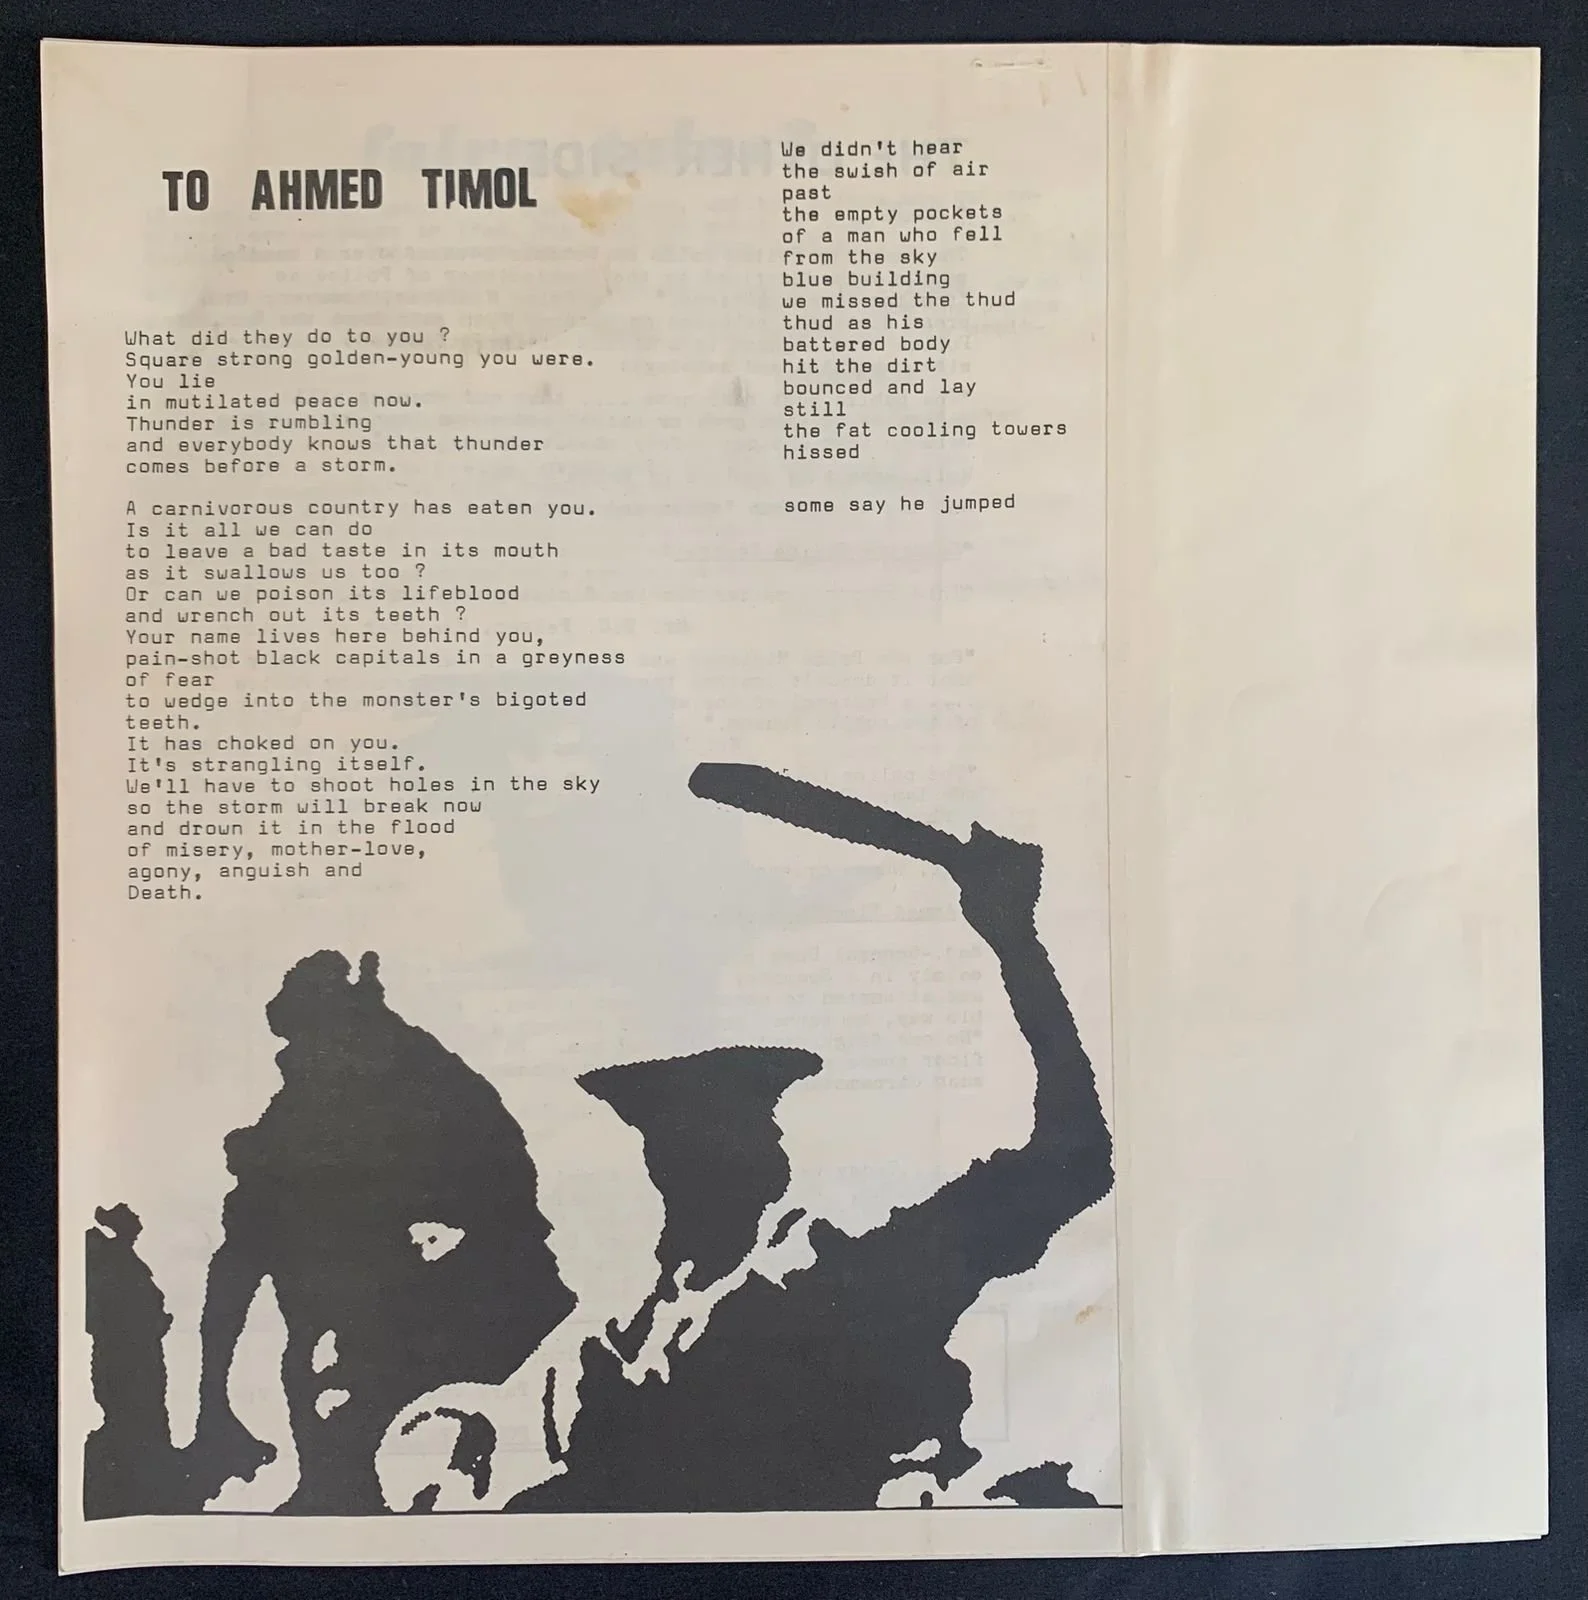 TO AHMED TIMOL
What did they do to you ?
Square strong golden-young you were.
You lie
in mutilated peace now.
Thunder is rumbling
and everybody knows that thunder
comes before a storm.
A carnivorous country has eaten you.
Is it all we can do
to leave a bad taste in its mouth
as it swallows us too ?
Or can we poison its lifeblood
and wrench out its teeth ?
Your name lives here behind you,
pain-shot black capitals in a greyness
of fear
to wedge into the monster's bigoted
teeth.
It has choked on you.
It's strangling itself.
We'll have to shoot holes in the sky
so the storm will break now
and drown it in the flood
of misery, mother-love,
agony, anguish and
Death.
We didn't hear
the swish of air
past
the empty pockets
of a man who fell
from the sky
blue building
we missed the thud
thud as his
battered body
hit the dirt
bounced and lay
still
the fat cooling towers
hissed
some say he jumped